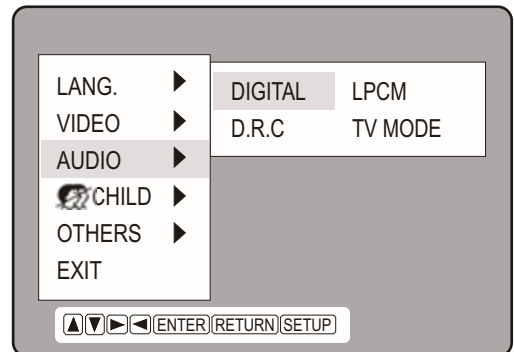 LANG.
VIDEO
AUDIO
CHILD
OTHERS
EXIT
DIGITAL LPCM
D.R.C TV MODE
ENTER RETURN SETUP